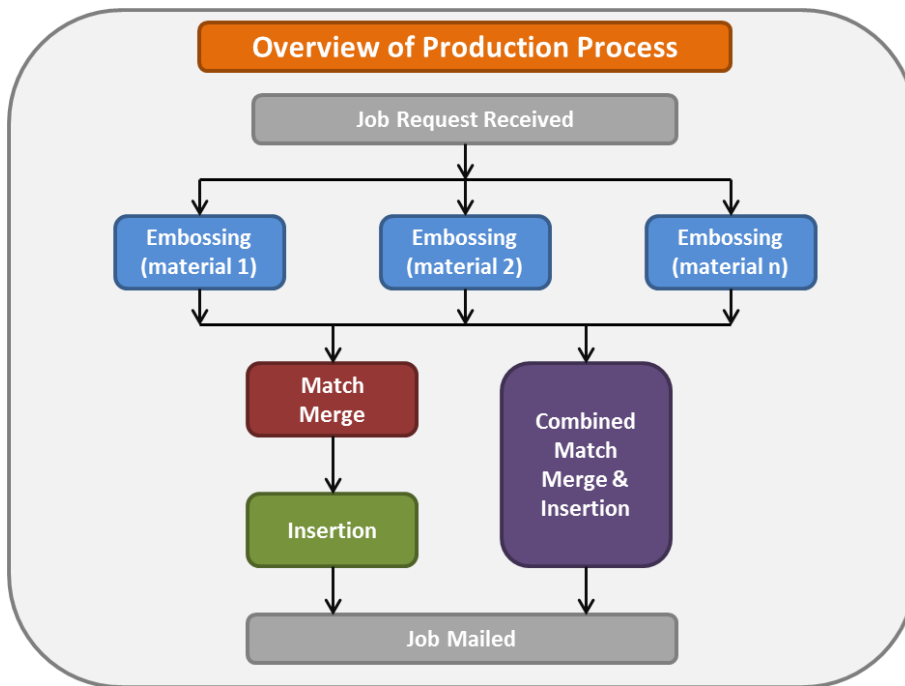 Overview of Production Process
Job Request Received
Embossing
(material 1)
Embossing
(material 2)
Embossing
(material n)
Match
Merge
Combined
Match
Merge &
Insertion
Insertion
Job Mailed